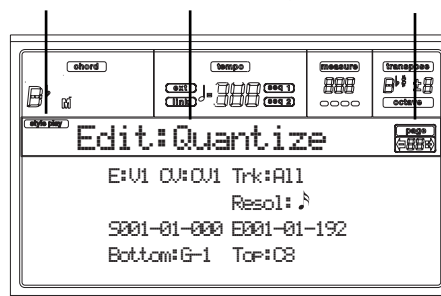 chord tempo measure transpose
ext seq 1
link seq 2
octave
style play
Edit:Quantize
page
E:V1 CV:CV1 Trk:All
Resol:
S001-01-000 E001-01-192
Bottom:G-1 Top:C8